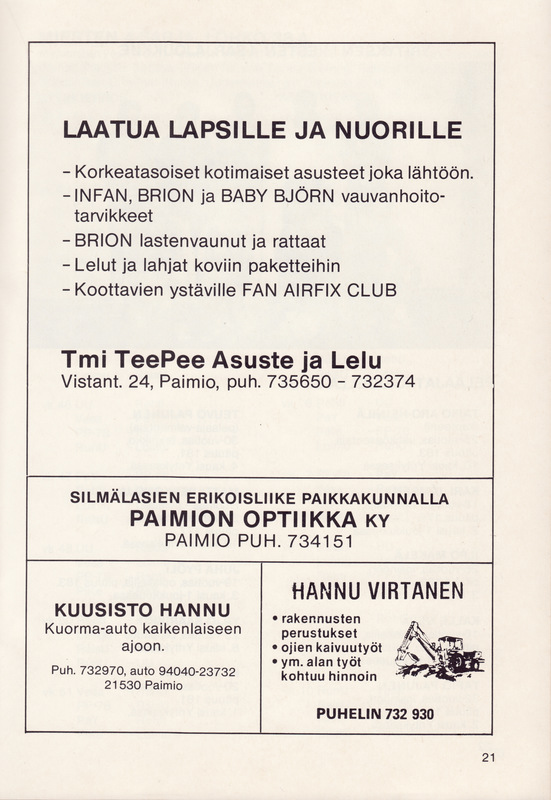 LAATUA LAPSILLE JA NUORILLE
- Korkeatasoiset kotimaiset asusteet joka lähtöön.
- INFAN, BRION ja BABY BJÖRN vauvanhoito-
tarvikkeet
- BRION lastenvaunut ja rattaat
- Lelut ja lahjat koviin paketteihin
- Koottavien ystäville FAN AIRFIX CLUB
Tmi TeePee Asuste ja Lelu
Vistant. 24, Paimio, puh. 735650 - 732374
SILMÄLASIEN ERIKOISLIIKE PAIKKAKUNNALLA
PAIMION OPTIIKKA KY
PAIMIO PUH. 734151
KUUSISTO HANNU
Kuorma-auto kaikenlaiseen
ajoon.
Puh. 732970, auto 94040-23732
21530 Paimio
HANNU VIRTANEN
• rakennusten
perustukset
• ojien kaivuutyöt
• ym. alan työt
kohtuu hinnoin
PUHELIN 732 930
21